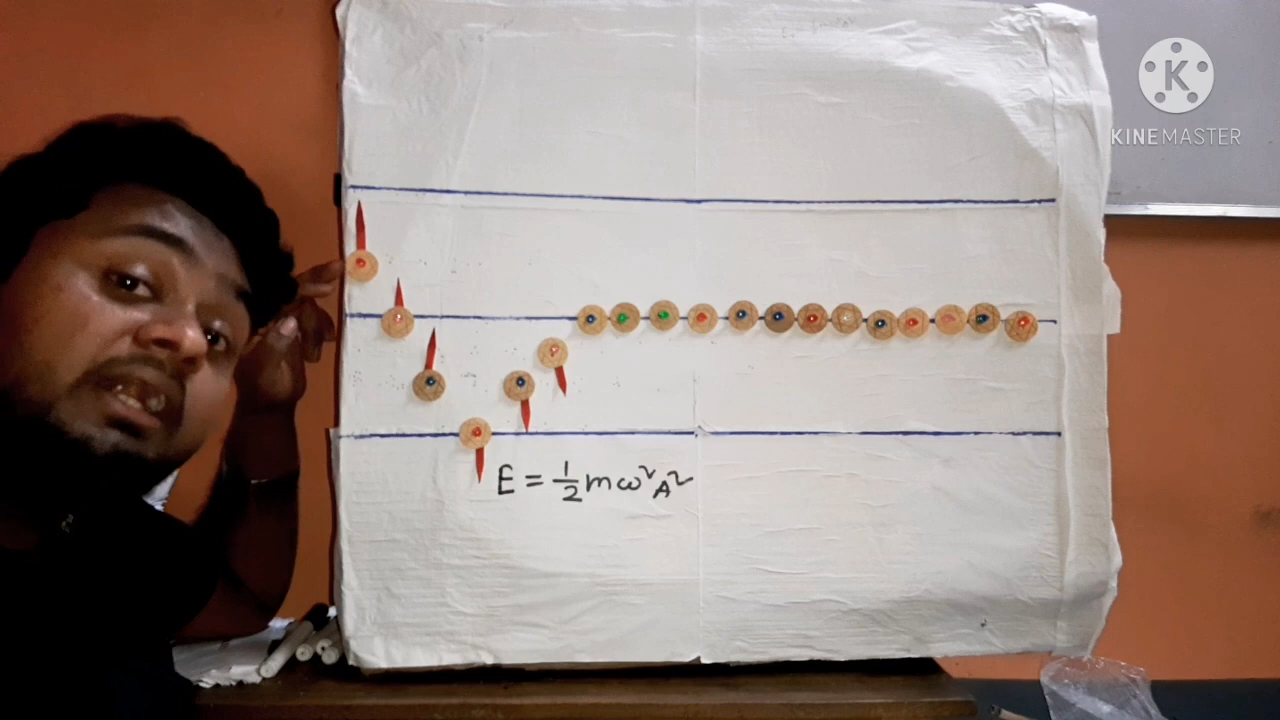 K
KINEMASTER
E = ½mω²A²